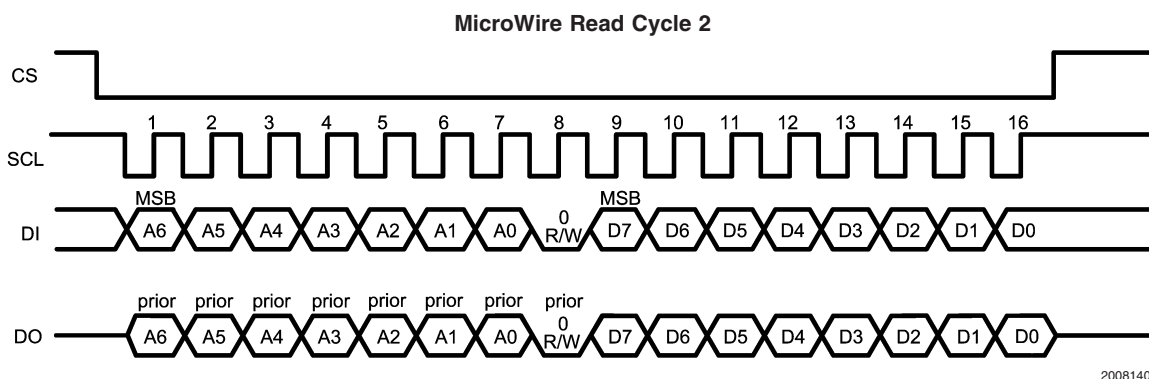 MicroWire Read Cycle 2
CS
1 2 3 4 5 6 7 8 9 10 11 12 13 14 15 16
SCL
MSB MSB
DI A6 A5 A4 A3 A2 A1 A0 0 R/W D7 D6 D5 D4 D3 D2 D1 D0
prior prior prior prior prior prior prior prior
DO A6 A5 A4 A3 A2 A1 A0 0 R/W D7 D6 D5 D4 D3 D2 D1 D0
2008140